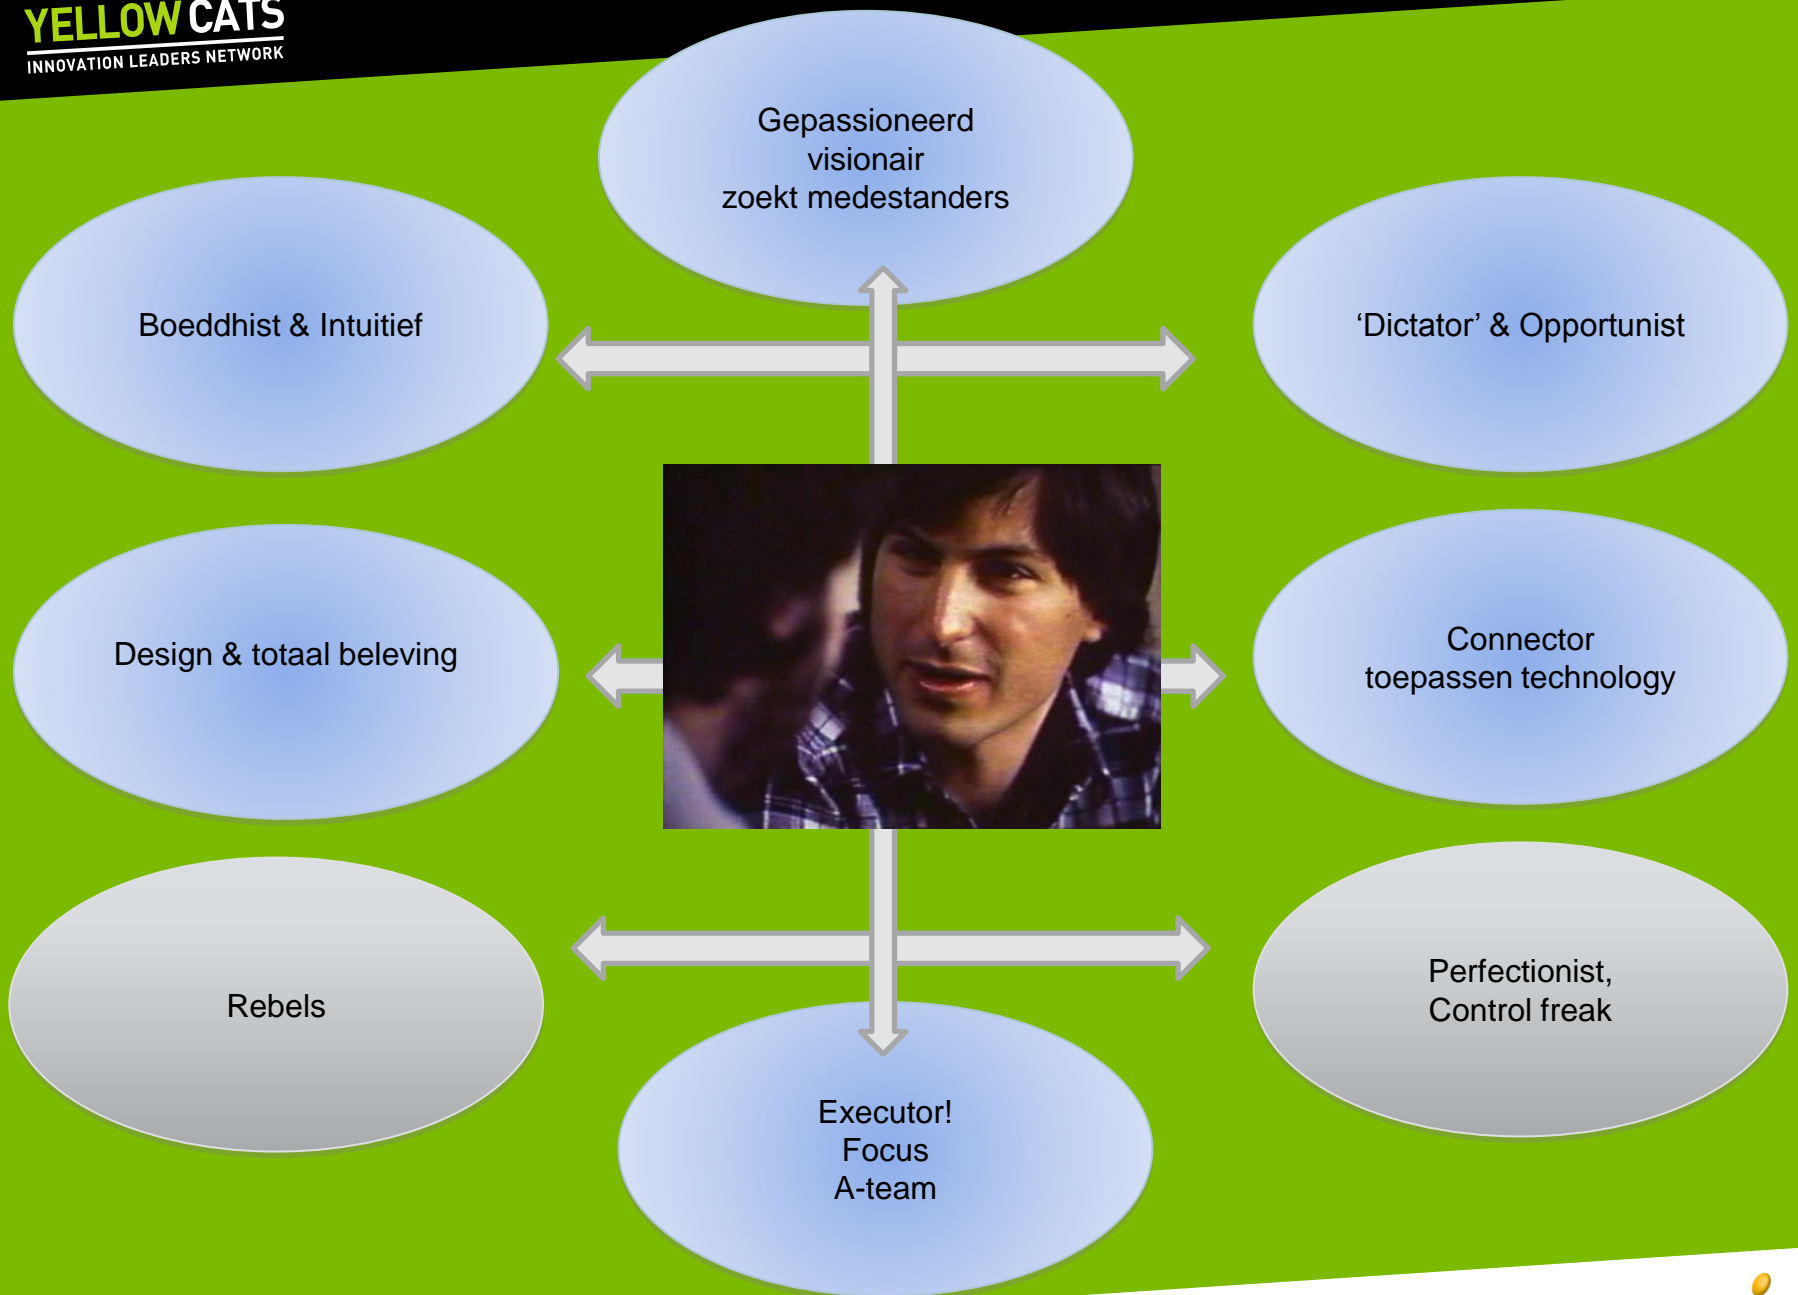 YELLOW CATS
INNOVATION LEADERS NETWORK
Gepassioneerd
visionair
zoekt medestanders
Boeddhist & Intuitief
‘Dictator’ & Opportunist
Design & totaal beleving
Connector
toepassen technology
Rebels
Perfectionist,
Control freak
Executor!
Focus
A-team